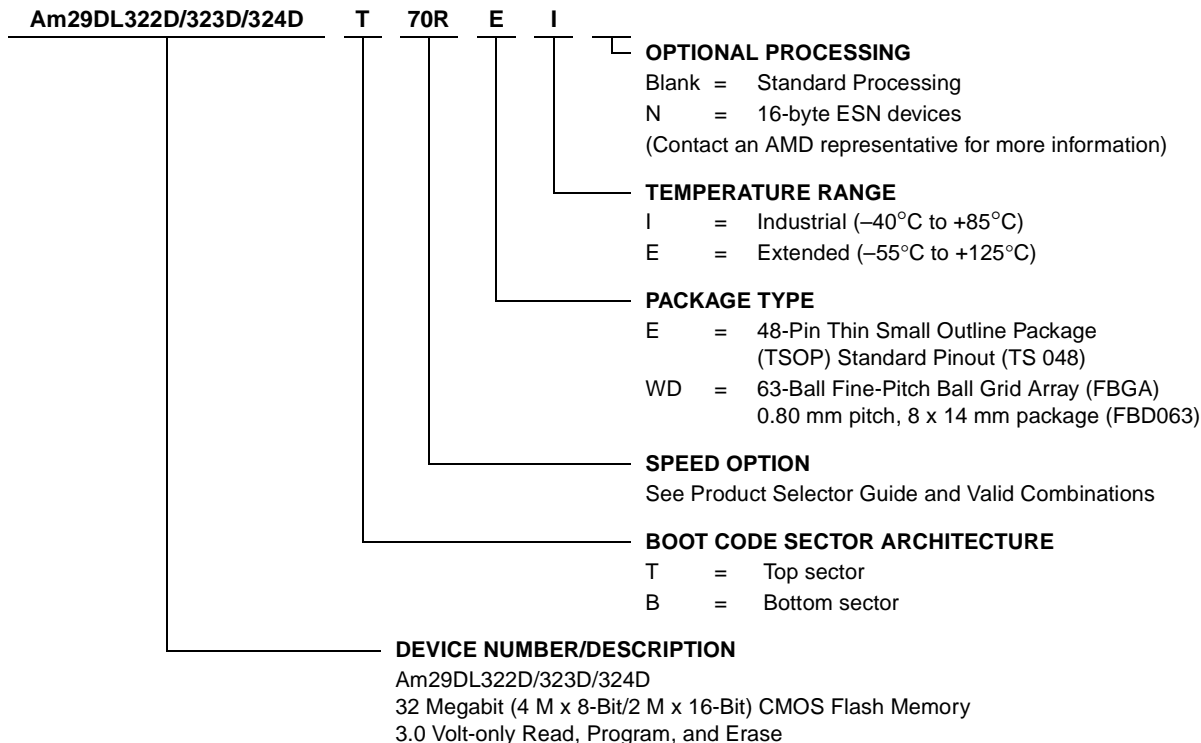 Am29DL322D/323D/324D T 70R E I
OPTIONAL PROCESSING
Blank = Standard Processing
N = 16-byte ESN devices
(Contact an AMD representative for more information)
TEMPERATURE RANGE
I = Industrial (–40°C to +85°C)
E = Extended (–55°C to +125°C)
PACKAGE TYPE
E = 48-Pin Thin Small Outline Package
(TSOP) Standard Pinout (TS 048)
WD = 63-Ball Fine-Pitch Ball Grid Array (FBGA)
0.80 mm pitch, 8 x 14 mm package (FBD063)
SPEED OPTION
See Product Selector Guide and Valid Combinations
BOOT CODE SECTOR ARCHITECTURE
T = Top sector
B = Bottom sector
DEVICE NUMBER/DESCRIPTION
Am29DL322D/323D/324D
32 Megabit (4 M x 8-Bit/2 M x 16-Bit) CMOS Flash Memory
3.0 Volt-only Read, Program, and Erase